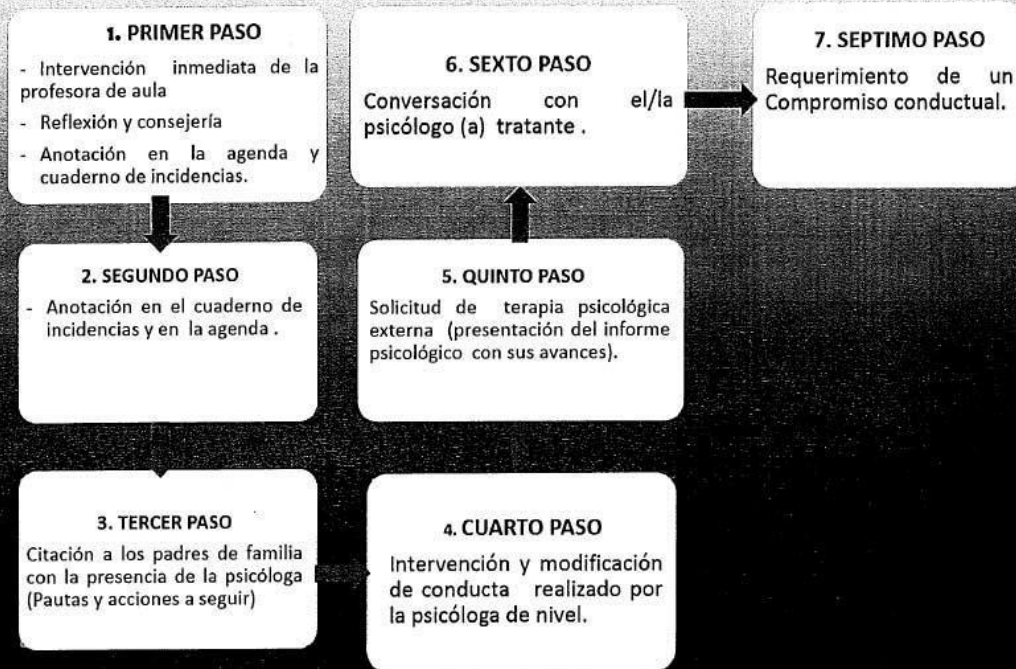 1. PRIMER PASO
- Intervención inmediata de la
profesora de aula
- Reflexión y consejería
- Anotación en la agenda y
cuaderno de incidencias.
2. SEGUNDO PASO
- Anotación en el cuaderno de
incidencias y en la agenda .
3. TERCER PASO
Citación a los padres de familia
con la presencia de la psicóloga
(Pautas y acciones a seguir)
4. CUARTO PASO
Intervención y modificación
de conducta realizado por
la psicóloga de nivel.
5. QUINTO PASO
Solicitud de terapia psicológica
externa (presentación del informe
psicológico con sus avances).
6. SEXTO PASO
Conversación con el/la
psicólogo (a) tratante .
7. SEPTIMO PASO
Requerimiento de un
Compromiso conductual.